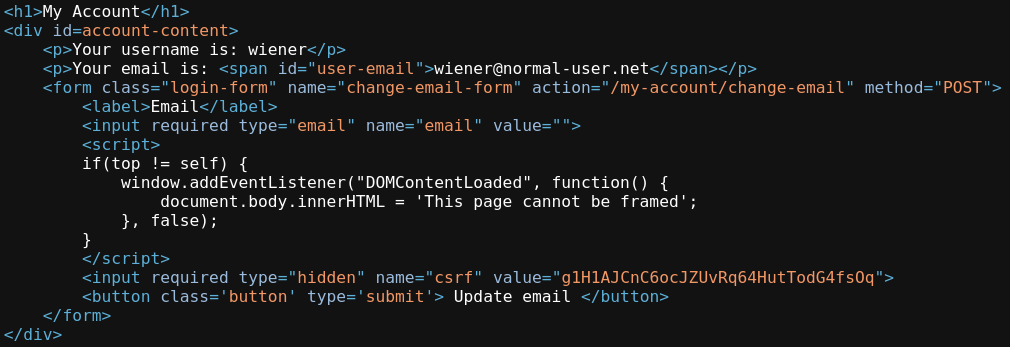 <h1>My Account</h1>
<div id=account-content>
    <p>Your username is: wiener</p>
    <p>Your email is: <span id="user-email">wiener@normal-user.net</span></p>
    <form class="login-form" name="change-email-form" action="/my-account/change-email" method="POST">
        <label>Email</label>
        <input required type="email" name="email" value="">
        <script>
        if(top != self) {
            window.addEventListener("DOMContentLoaded", function() {
                document.body.innerHTML = 'This page cannot be framed';
            }, false);
        }
        </script>
        <input required type="hidden" name="csrf" value="g1H1AJCnC6ocJZUvRq64HutTodG4fsOq">
        <button class='button' type='submit'> Update email </button>
    </form>
</div>